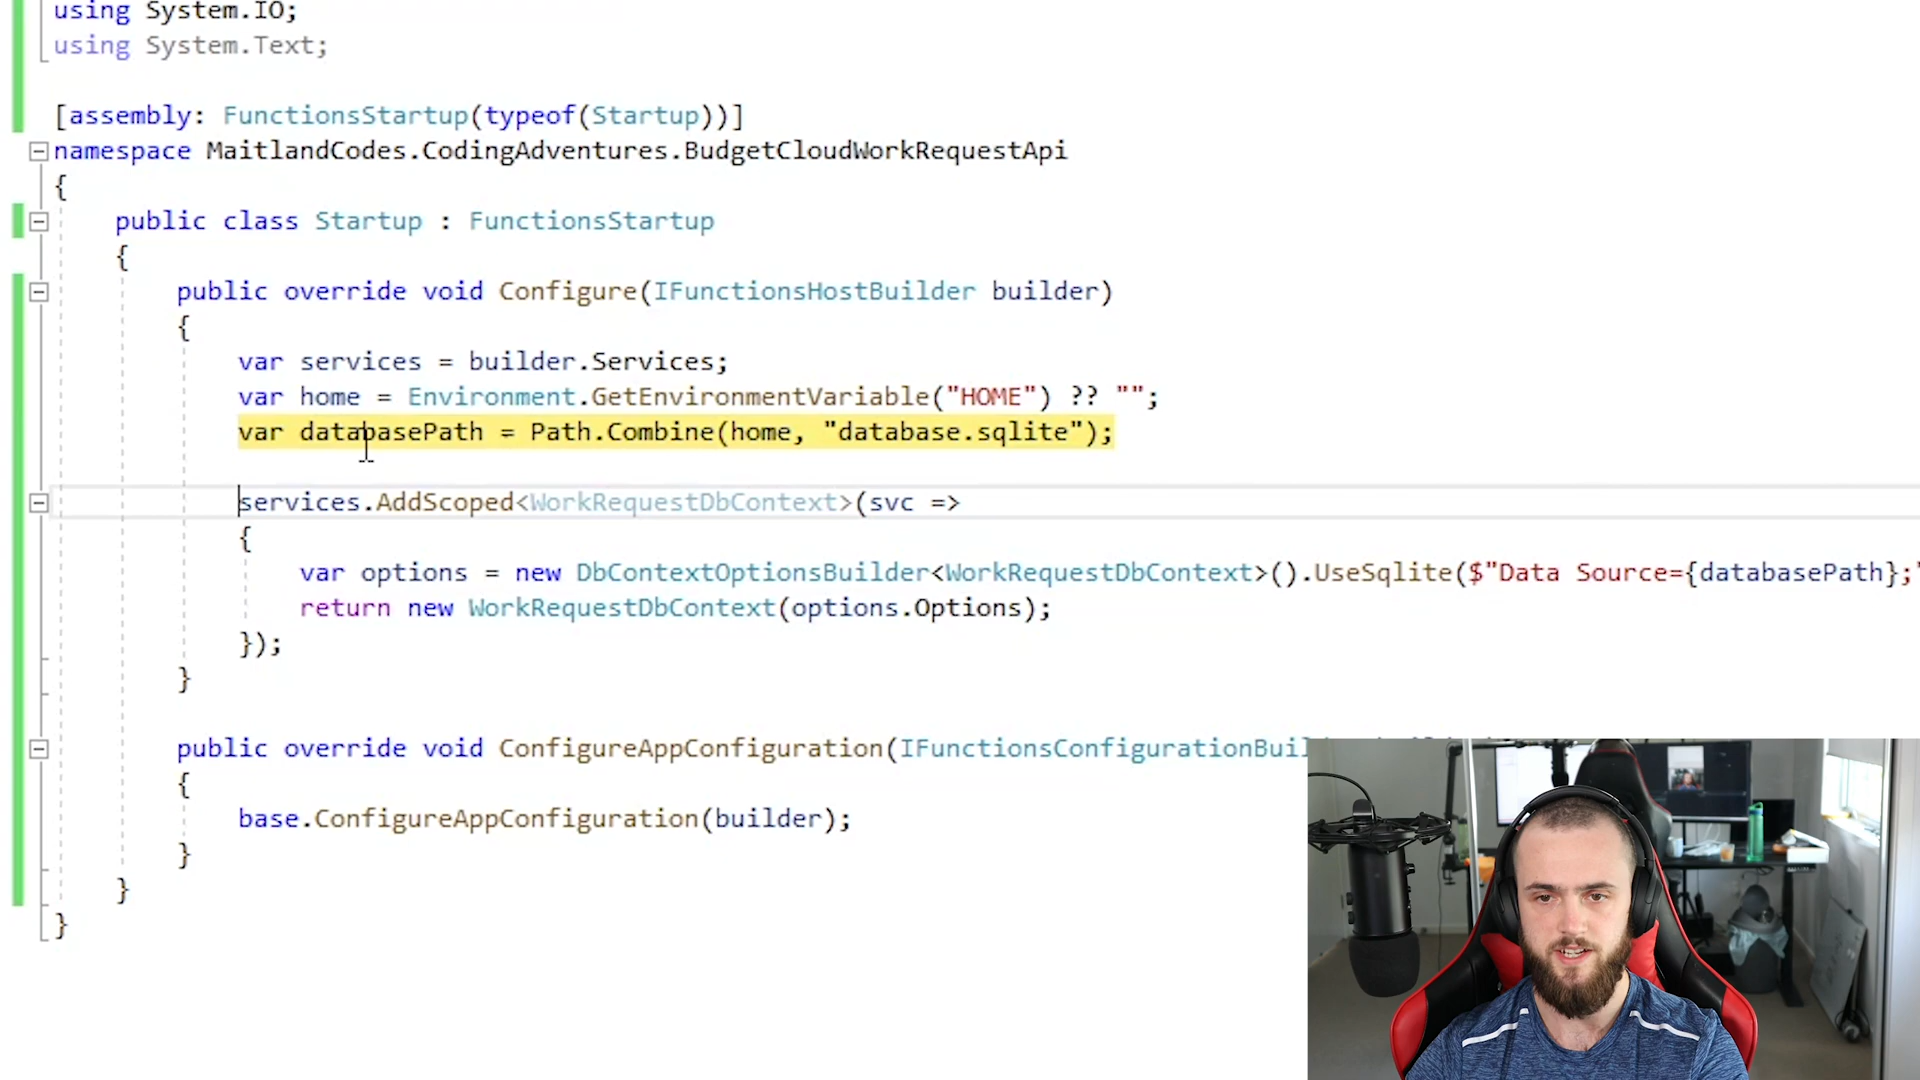 using System.IO;
using System.Text;
[assembly: FunctionsStartup(typeof(Startup))]
namespace MaitlandCodes.CodingAdventures.BudgetCloudWorkRequestApi
{
public class Startup : FunctionsStartup
{
public override void Configure(IFunctionsHostBuilder builder)
{
var services = builder.Services;
var home = Environment.GetEnvironmentVariable("HOME") ?? "";
var databasePath = Path.Combine(home, "database.sqlite");
services.AddScoped<WorkRequestDbContext>(svc =>
{
var options = new DbContextOptionsBuilder<WorkRequestDbContext>().UseSqlite($"Data Source={databasePath};"
return new WorkRequestDbContext(options.Options);
});
}
public override void ConfigureAppConfiguration(IFunctionsConfigurationBuil
{
base.ConfigureAppConfiguration(builder);
}
}
}